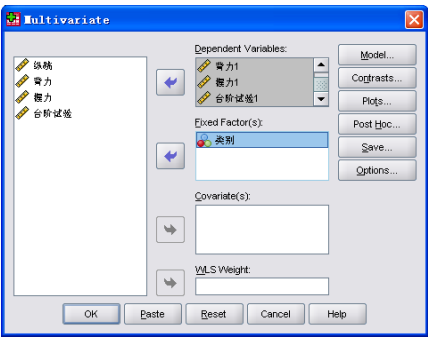 Multivariate
纵跳
背力
握力
台阶试验
Dependent Variables:
背力1
握力1
台阶试验1
Fixed Factor(s):
类别
Covariate(s):
WLS Weight:
Model...
Contrasts...
Plots...
Post Hoc...
Save...
Options...
OK
Paste
Reset
Cancel
Help